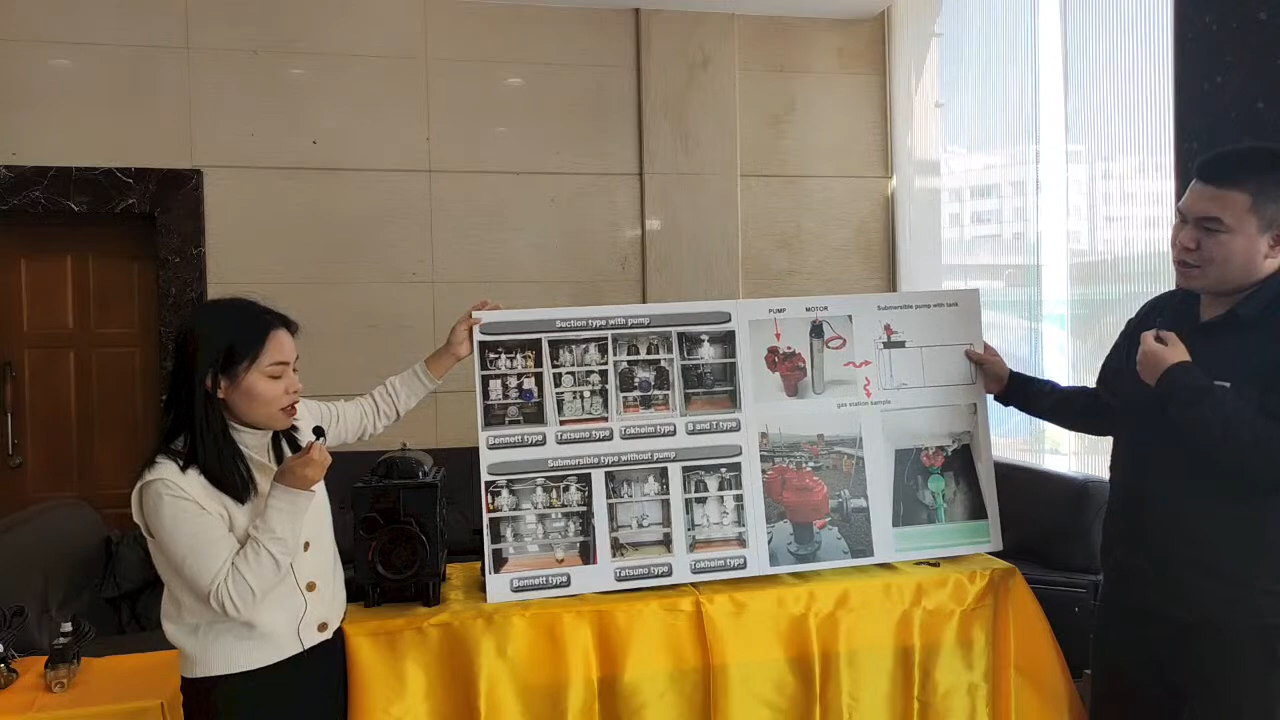 Suction type with pump
Bennett type
Tatsuno type
Tokheim type
B and T type
Submersible type without pump
Bennett type
Tatsuno type
Tokheim type
PUMP
MOTOR
Submersible pump with tank
gas station sample